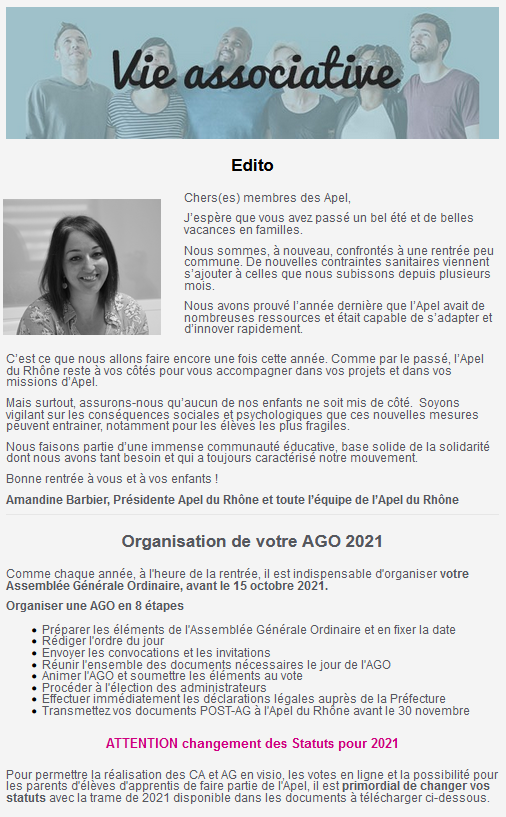 Vie associative
Edito
Chers(es) membres des Apel,
J'espère que vous avez passé un bel été et de belles
vacances en familles.
Nous sommes, à nouveau, confrontés à une rentrée peu
commune. De nouvelles contraintes sanitaires viennent
s'ajouter à celles que nous subissons depuis plusieurs
mois.
Nous avons prouvé l'année dernière que l'Apel avait de
nombreuses ressources et était capable de s'adapter et
d'innover rapidement.
C'est ce que nous allons faire encore une fois cette année. Comme par le passé, l'Apel
du Rhône reste à vos côtés pour vous accompagner dans vos projets et dans vos
missions d'Apel.
Mais surtout, assurons-nous qu'aucun de nos enfants ne soit mis de côté.  Soyons
vigilant sur les conséquences sociales et psychologiques que ces nouvelles mesures
peuvent entrainer, notamment pour les élèves les plus fragiles.
Nous faisons partie d'une immense communauté éducative, base solide de la solidarité
dont nous avons tant besoin et qui a toujours caractérisé notre mouvement.
Bonne rentrée à vous et à vos enfants !
Amandine Barbier, Présidente Apel du Rhône et toute l'équipe de l'Apel du Rhône
Organisation de votre AGO 2021
Comme chaque année, à l'heure de la rentrée, il est indispensable d'organiser votre
Assemblée Générale Ordinaire, avant le 15 octobre 2021.
Organiser une AGO en 8 étapes
• Préparer les éléments de l'Assemblée Générale Ordinaire et en fixer la date
• Rédiger l'ordre du jour
• Envoyer les convocations et les invitations
• Réunir l'ensemble des documents nécessaires le jour de l'AGO
• Animer l'AGO et soumettre les éléments au vote
• Procéder à l'élection des administrateurs
• Effectuer immédiatement les déclarations légales auprès de la Préfecture
• Transmettez vos documents POST-AG à l'Apel du Rhône avant le 30 novembre
ATTENTION changement des Statuts pour 2021
Pour permettre la réalisation des CA et AG en visio, les votes en ligne et la possibilité pour
les parents d'élèves d'apprentis de faire partie de l'Apel, il est primordial de changer vos
statuts avec la trame de 2021 disponible dans les documents à télécharger ci-dessous.